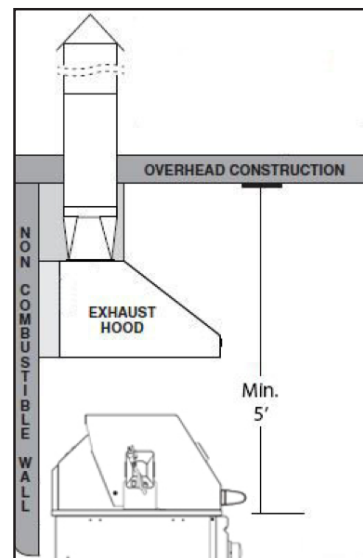 OVERHEAD CONSTRUCTION
NON COMBUSTIBLE WALL
EXHAUST
HOOD
Min.
5'